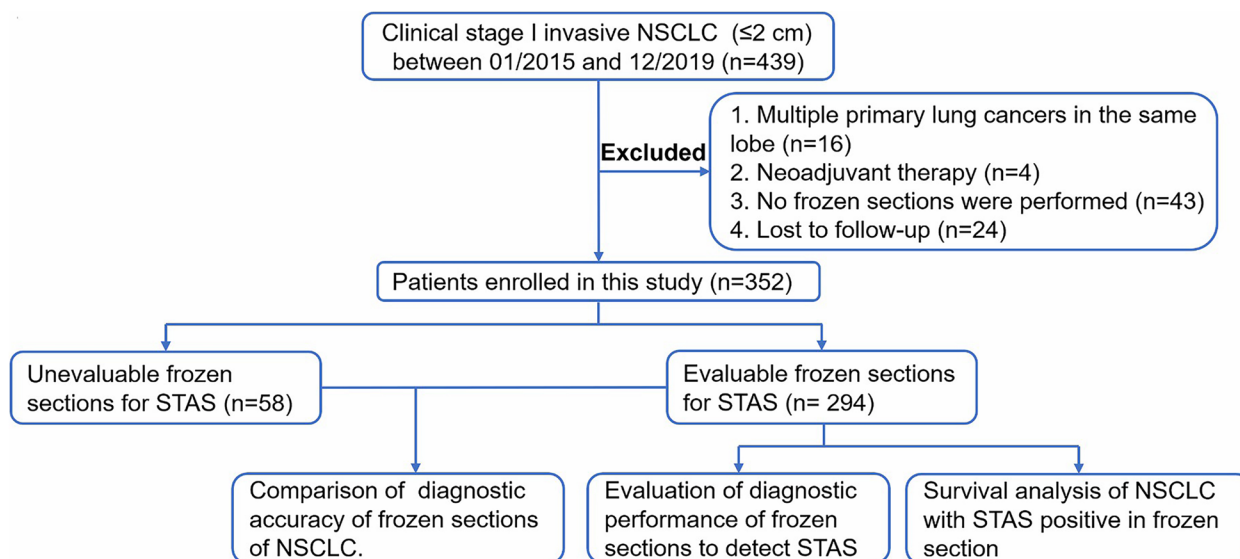 Clinical stage I invasive NSCLC (≤2 cm)
between 01/2015 and 12/2019 (n=439)
1. Multiple primary lung cancers in the same
lobe (n=16)
Excluded
2. Neoadjuvant therapy (n=4)
3. No frozen sections were performed (n=43)
4. Lost to follow-up (n=24)
Patients enrolled in this study (n=352)
Unevaluable frozen
sections for STAS (n=58)
Evaluable frozen sections
for STAS (n= 294)
Comparison of diagnostic
accuracy of frozen sections
of NSCLC.
Evaluation of diagnostic
performance of frozen
sections to detect STAS
Survival analysis of NSCLC
with STAS positive in frozen
section